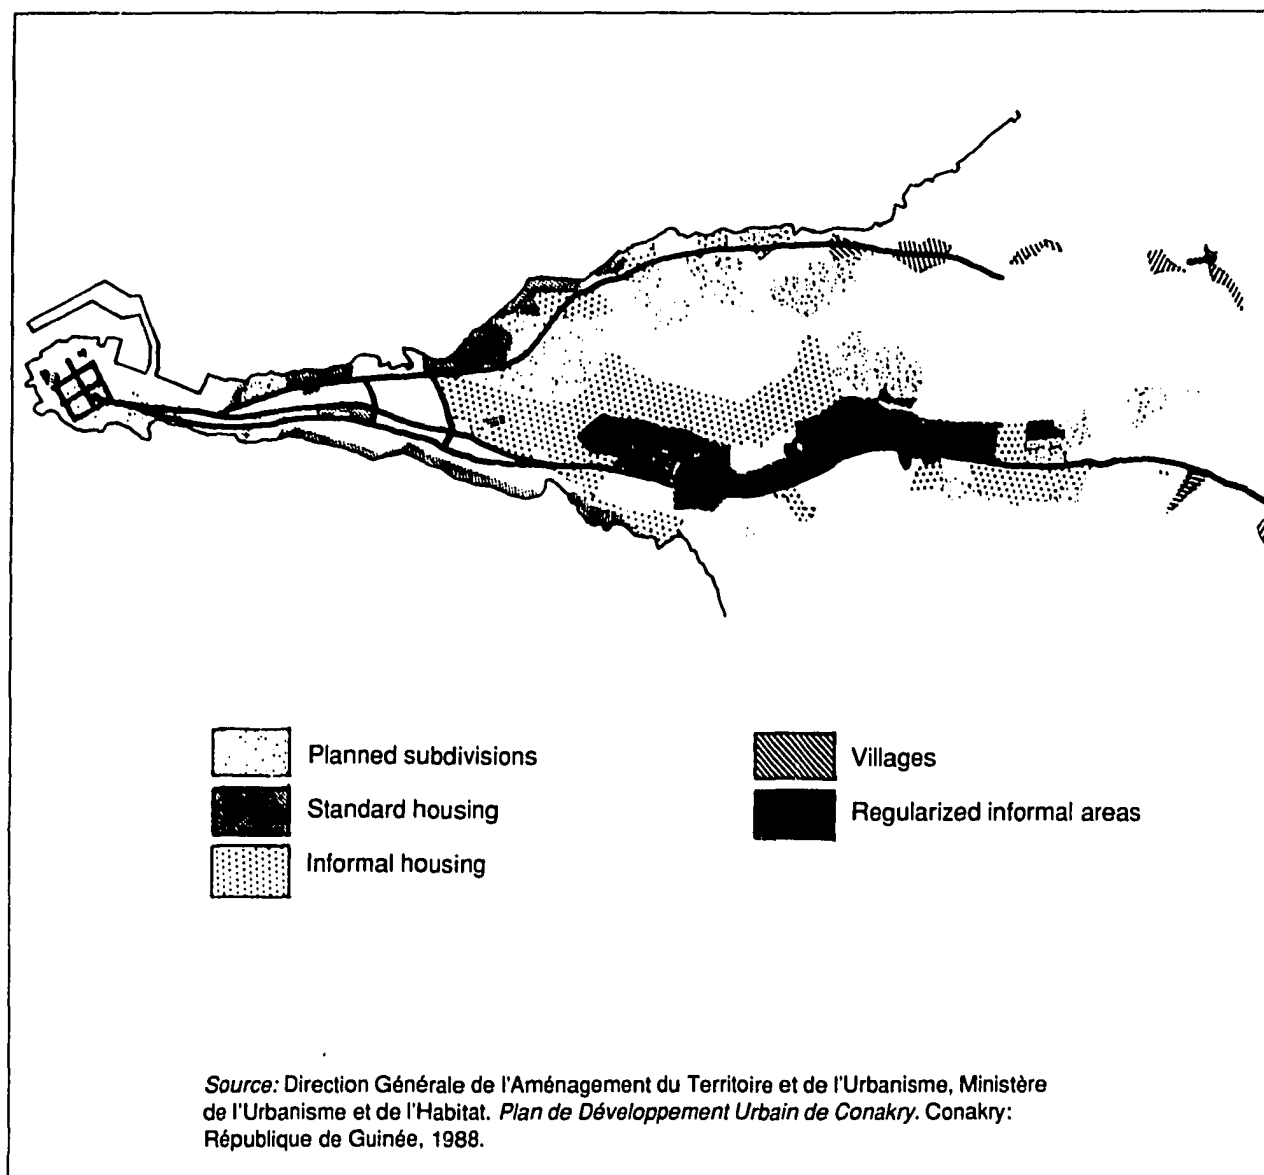 Planned subdivisions
Standard housing
Informal housing
Villages
Regularized informal areas
Source: Direction Générale de l'Aménagement du Territoire et de l'Urbanisme, Ministère
de l'Urbanisme et de l'Habitat. Plan de Développement Urbain de Conakry. Conakry:
République de Guinée, 1988.